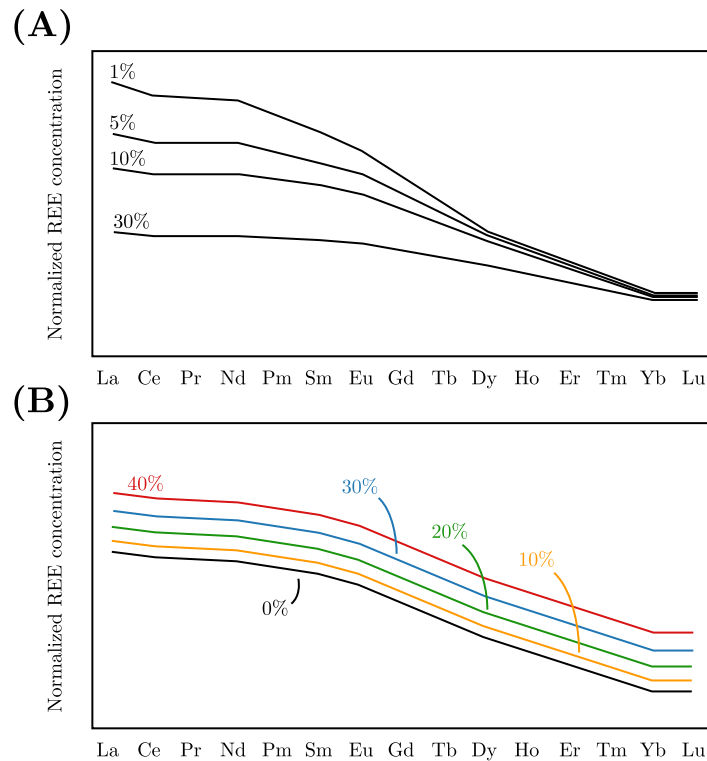 (A)
Normalized REE concentration
1%
5%
10%
30%
La Ce Pr Nd Pm Sm Eu Gd Tb Dy Ho Er Tm Yb Lu
(B)
Normalized REE concentration
40%
30%
20%
10%
0%
La Ce Pr Nd Pm Sm Eu Gd Tb Dy Ho Er Tm Yb Lu